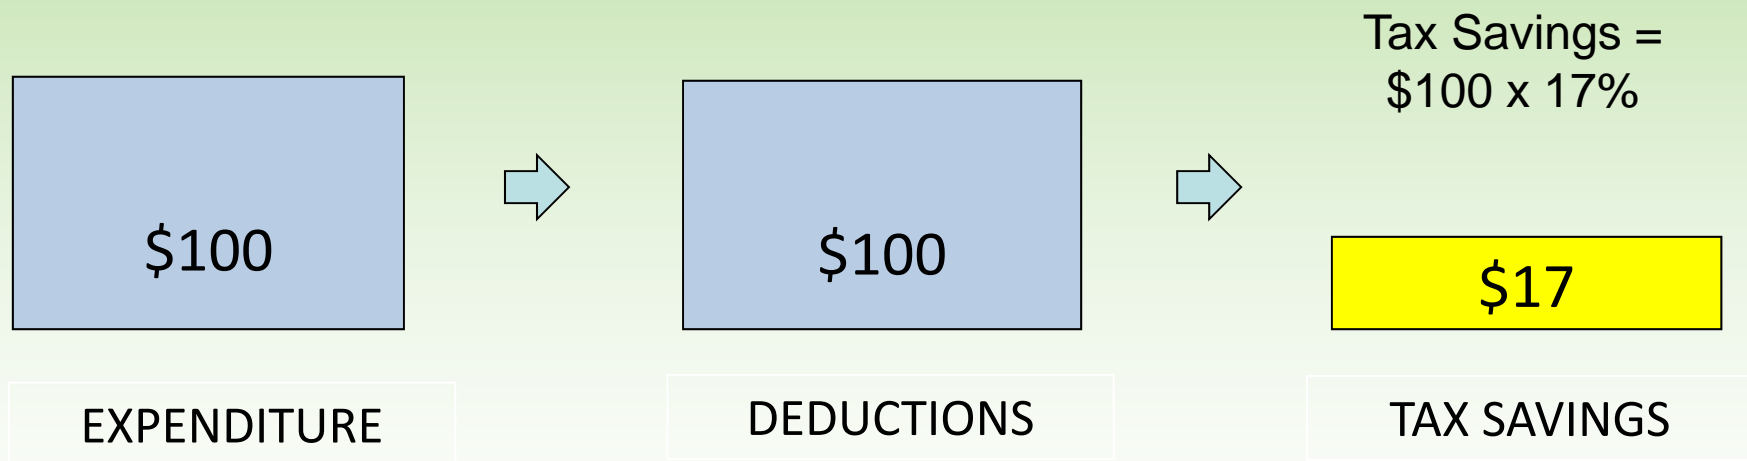 Tax Savings =
$100 x 17%
$100
$100
$17
EXPENDITURE
DEDUCTIONS
TAX SAVINGS